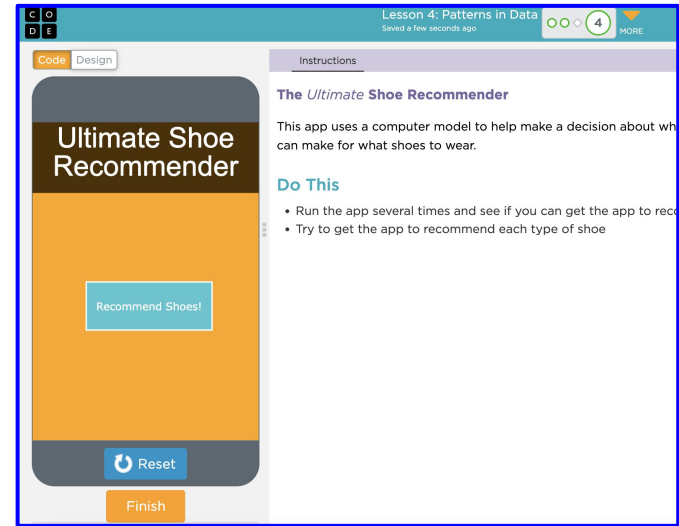 C O
D E
Lesson 4: Patterns in Data
Saved a few seconds ago
4
MORE
Code Design
Instructions
The Ultimate Shoe Recommender
This app uses a computer model to help make a decision about
can make for what shoes to wear.
Do This
• Run the app several times and see if you can get the app to
• Try to get the app to recommend each type of shoe
Ultimate Shoe
Recommender
Recommend Shoes!
Reset
Finish